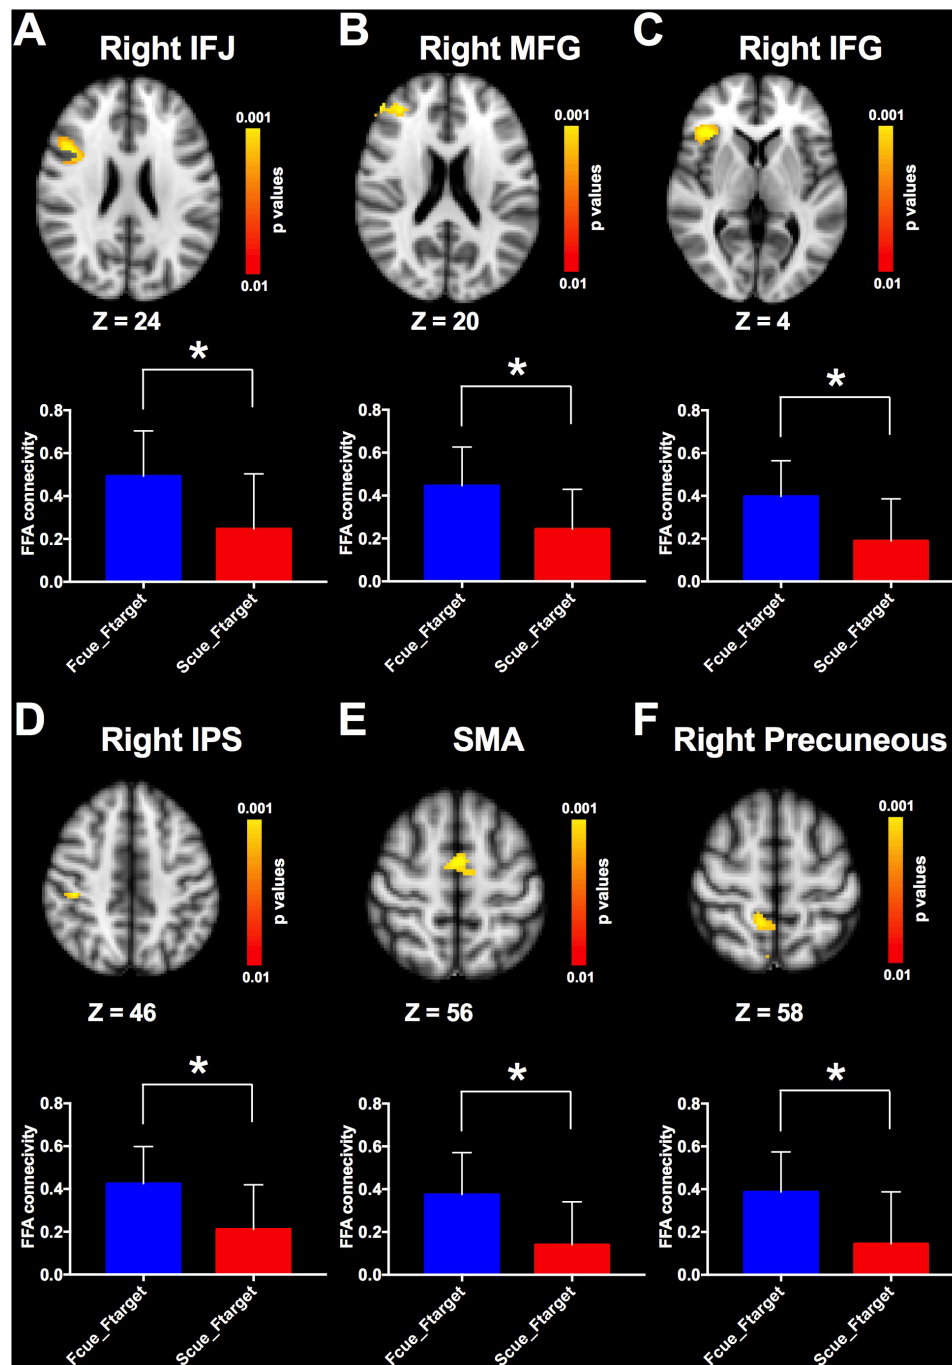 A
Right IFJ
0.001
p values
0.01
Z = 24
*
FFA connecivity
0.8
0.6
0.4
0.2
0.0
Fcue_Ftarget
Scue_Ftarget
B
Right MFG
0.001
p values
0.01
Z = 20
*
FFA connecivity
0.8
0.6
0.4
0.2
0.0
Fcue_Ftarget
Scue_Ftarget
C
Right IFG
0.001
p values
0.01
Z = 4
*
FFA connecivity
0.8
0.6
0.4
0.2
0.0
Fcue_Ftarget
Scue_Ftarget
D
Right IPS
0.001
p values
0.01
Z = 46
*
FFA connecivity
0.8
0.6
0.4
0.2
0.0
Fcue_Ftarget
Scue_Ftarget
E
SMA
0.001
p values
0.01
Z = 56
*
FFA connecivity
0.8
0.6
0.4
0.2
0.0
Fcue_Ftarget
Scue_Ftarget
F
Right Precuneous
0.001
p values
0.01
Z = 58
*
FFA connecivity
0.8
0.6
0.4
0.2
0.0
Fcue_Ftarget
Scue_Ftarget